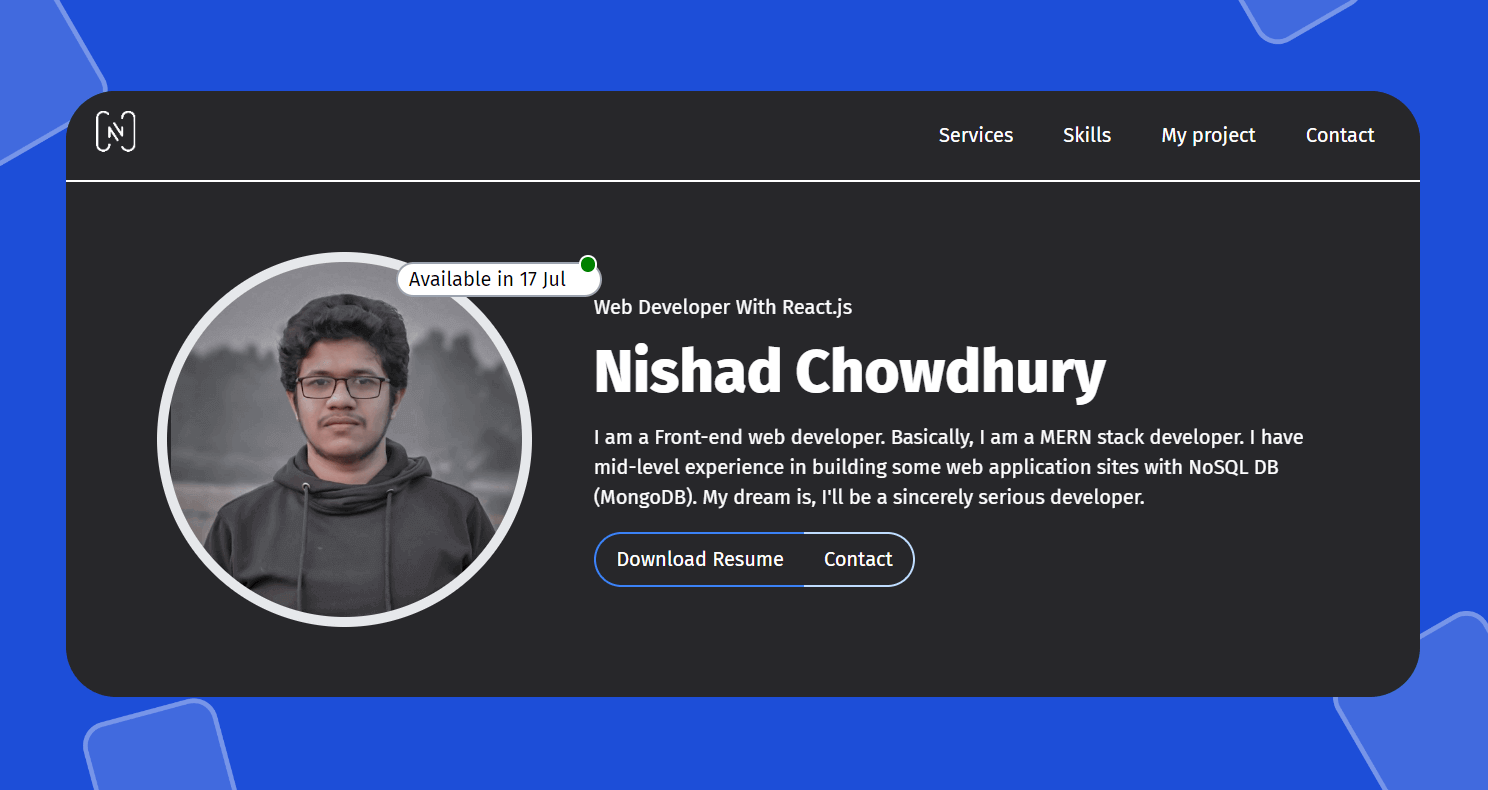 N
Services Skills My project Contact
Available in 17 Jul
Web Developer With React.js
Nishad Chowdhury
I am a Front-end web developer. Basically, I am a MERN stack developer. I have
mid-level experience in building some web application sites with NoSQL DB
(MongoDB). My dream is, I'll be a sincerely serious developer.
Download Resume Contact